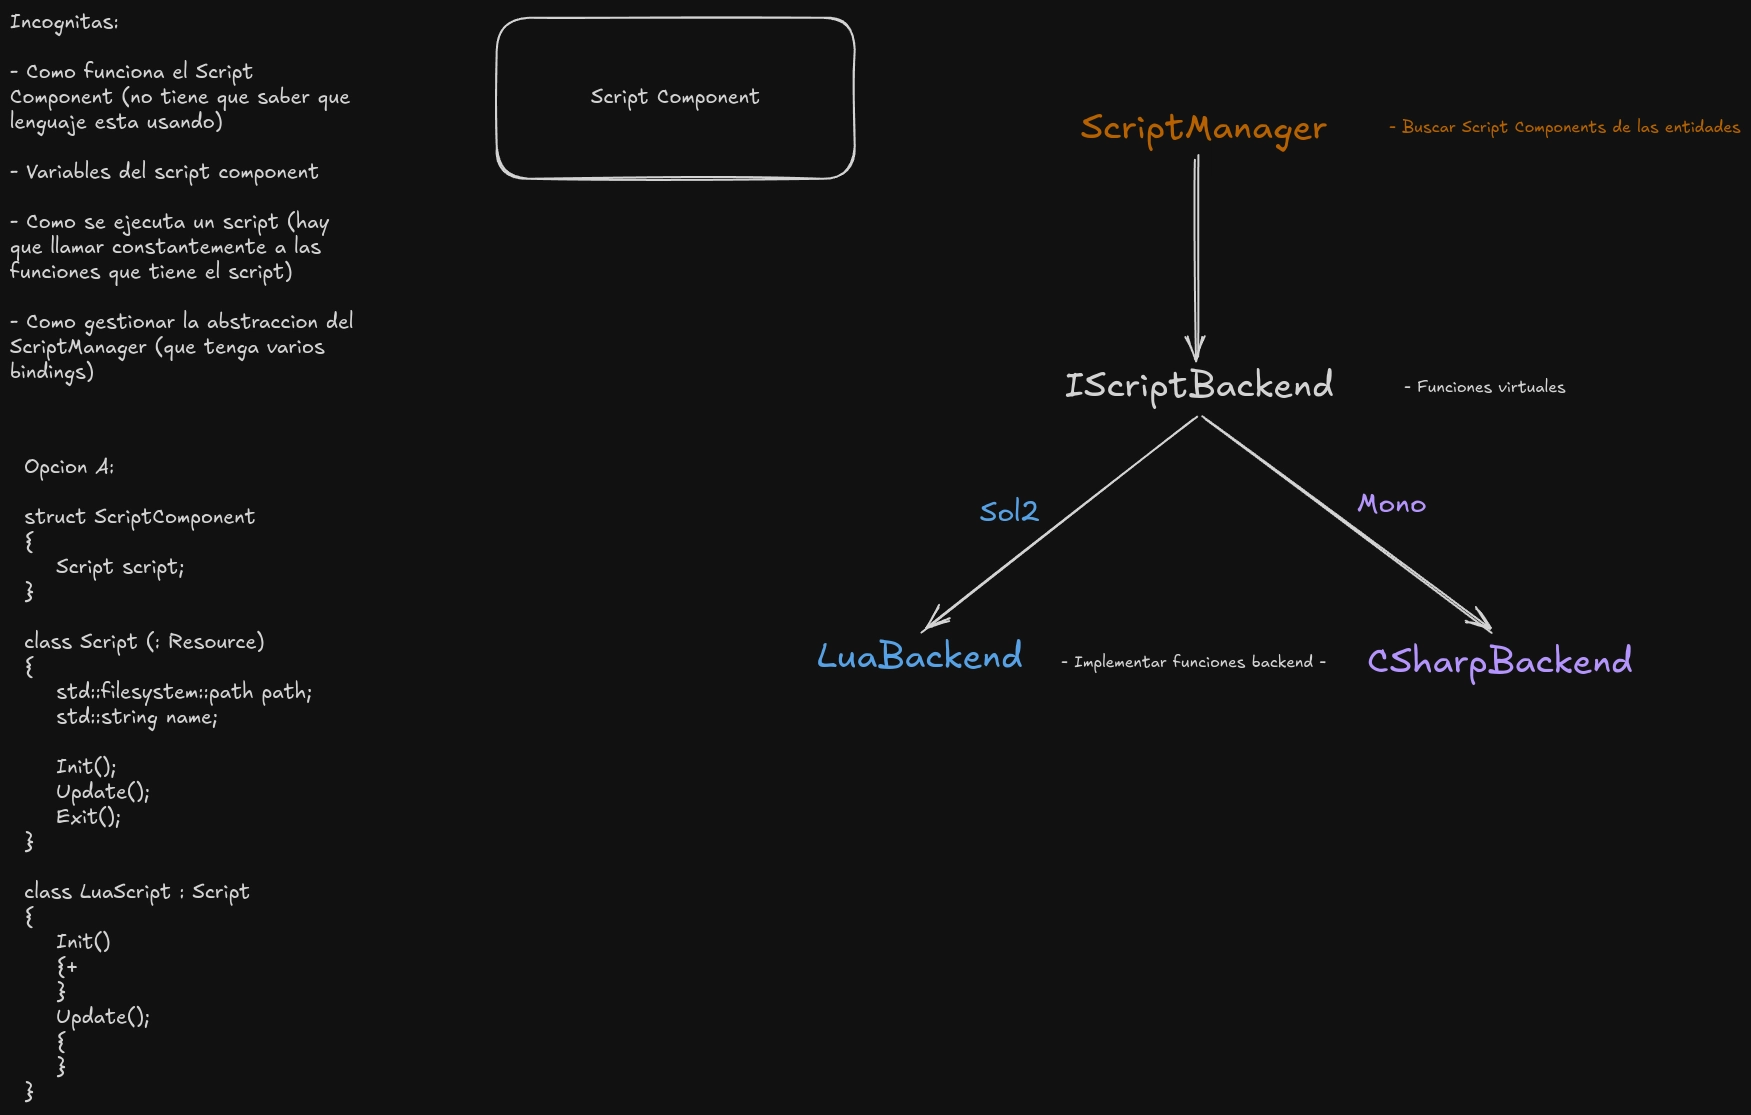 Incognitas:
- Como funciona el Script
Component (no tiene que saber que
lenguaje esta usando)
- Variables del script component
- Como se ejecuta un script (hay
que llamar constantemente a las
funciones que tiene el script)
- Como gestionar la abstraccion del
ScriptManager (que tenga varios
bindings)
Opcion A:
struct ScriptComponent
{
Script script;
}
class Script (: Resource)
{
std::filesystem::path path;
std::string name;
Init();
Update();
Exit();
}
class LuaScript : Script
{
Init()
{+
}
Update();
{
}
}
Script Component
ScriptManager
- Buscar Script Components de las entidades
IScriptBackend
- Funciones virtuales
Sol2
Mono
LuaBackend
- Implementar funciones backend -
CSharpBackend